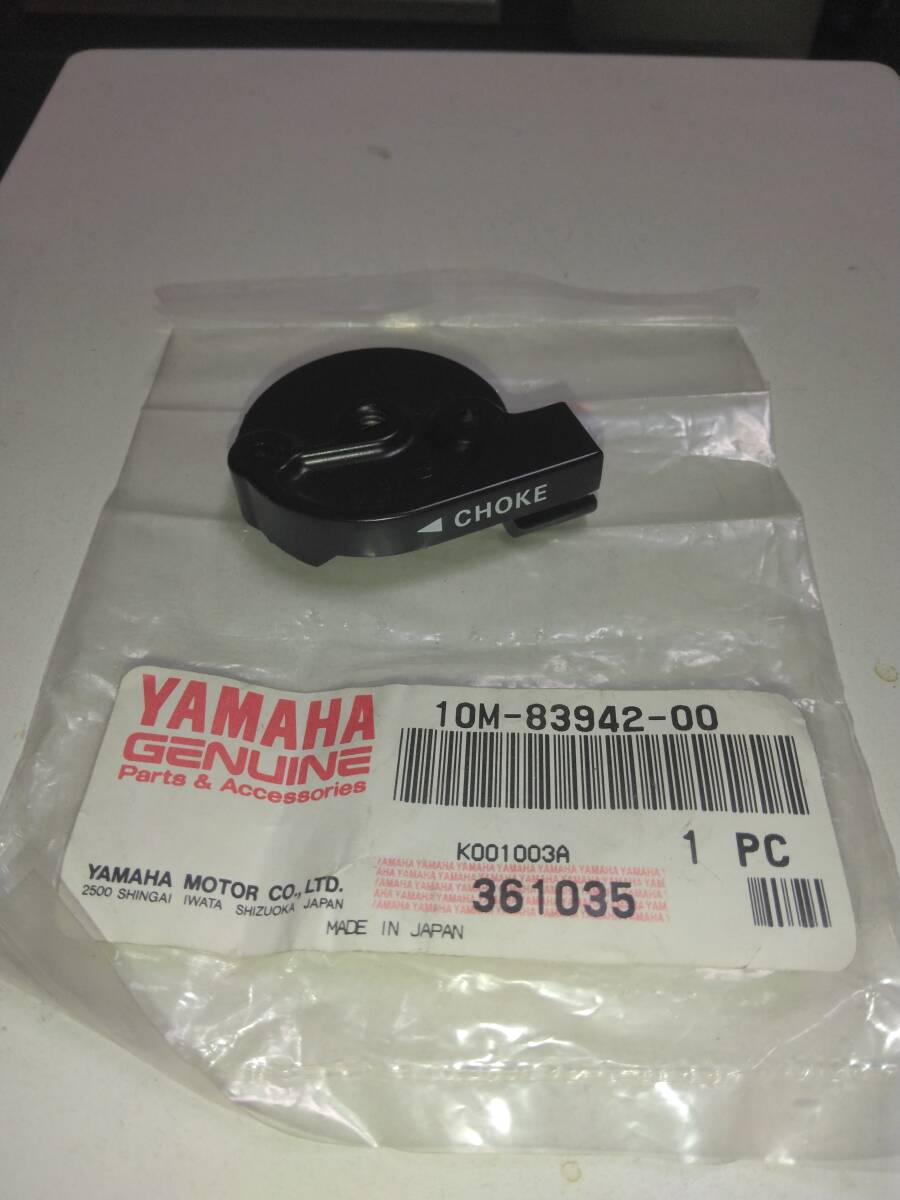 ◄ CHOKE
YAMAHA
GENUINE
Parts & Accessories
10M-83942-00
K001003A
1 PC
361035
YAMAHA MOTOR CO., LTD.
2500 SHINGAI IWATA SHIZUOKA JAPAN
MADE IN JAPAN